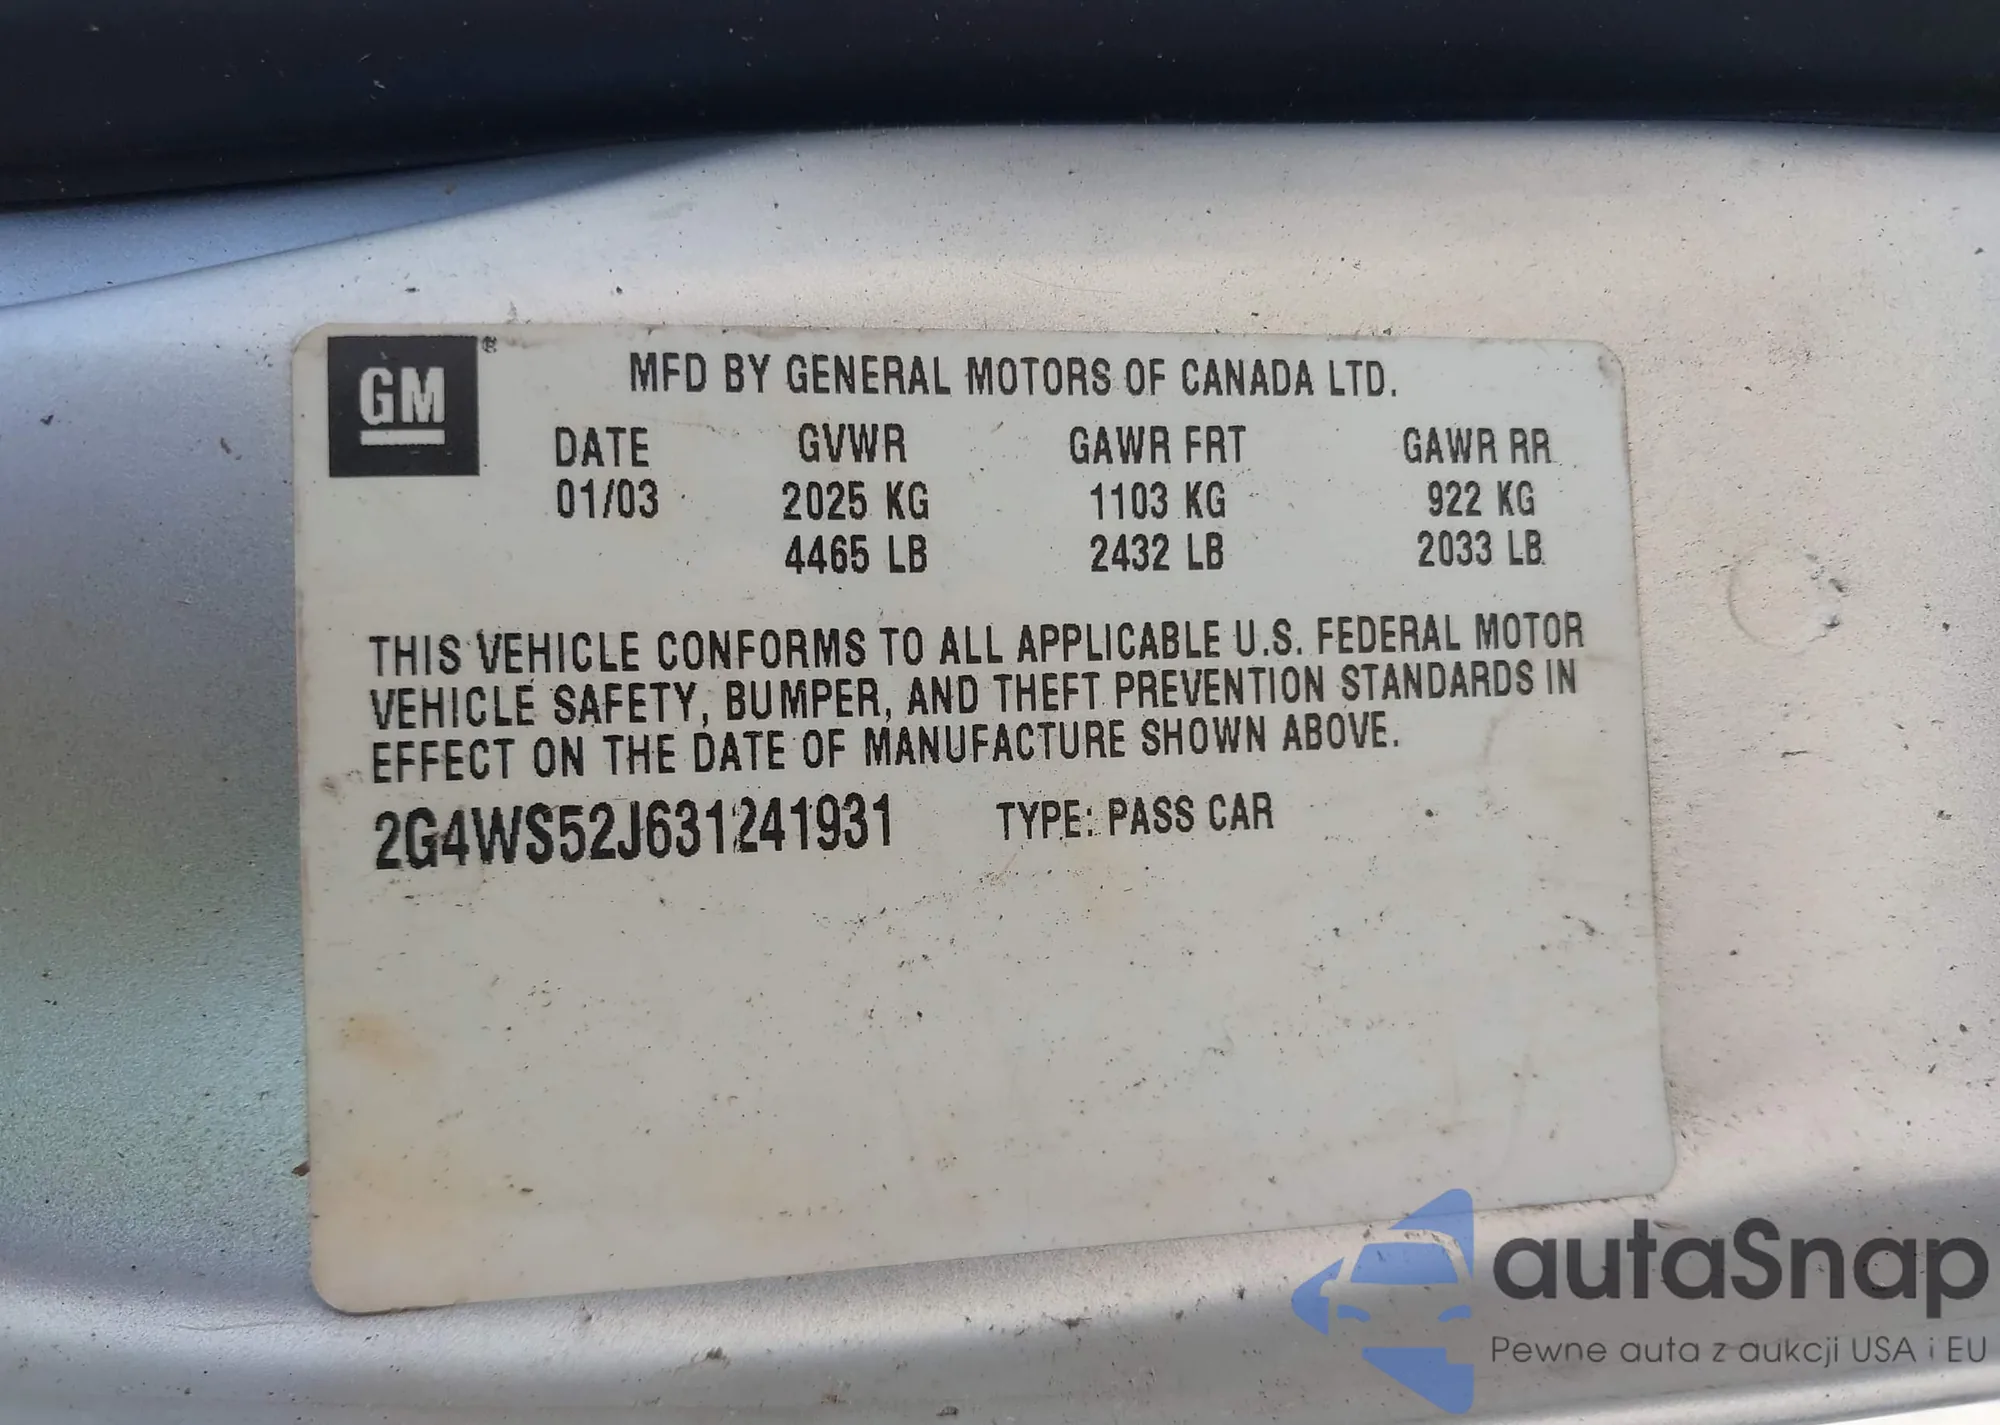 GM ®
MFD BY GENERAL MOTORS OF CANADA LTD.
DATE GVWR GAWR FRT GAWR RR
01/03 2025 KG 1103 KG 922 KG
4465 LB 2432 LB 2033 LB
THIS VEHICLE CONFORMS TO ALL APPLICABLE U.S. FEDERAL MOTOR
VEHICLE SAFETY, BUMPER, AND THEFT PREVENTION STANDARDS IN
EFFECT ON THE DATE OF MANUFACTURE SHOWN ABOVE.
2G4WS52J631241931 TYPE: PASS CAR
autaSnap
Pewne auta z aukcji USA i EU